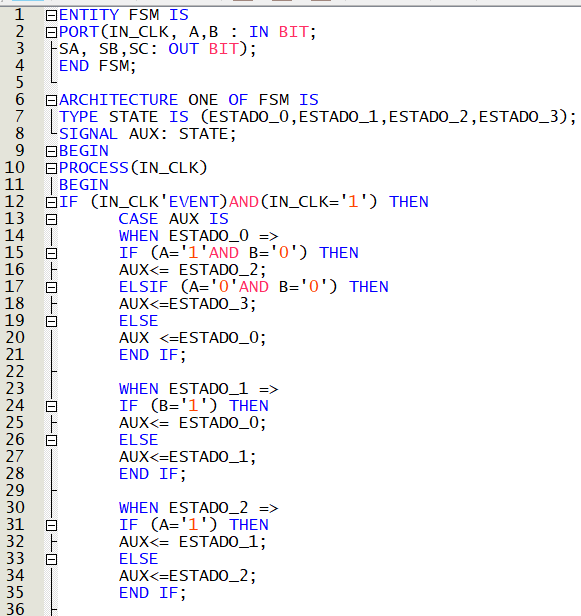 1 ENTITY FSM IS
2 PORT(IN_CLK, A,B : IN BIT;
3 SA, SB,SC: OUT BIT);
4 END FSM;
5
6 ARCHITECTURE ONE OF FSM IS
7 TYPE STATE IS (ESTADO_0,ESTADO_1,ESTADO_2,ESTADO_3);
8 SIGNAL AUX: STATE;
9 BEGIN
10 PROCESS(IN_CLK)
11 BEGIN
12 IF (IN_CLK'EVENT)AND(IN_CLK='1') THEN
13 CASE AUX IS
14 WHEN ESTADO_0 =>
15 IF (A='1'AND B='0') THEN
16 AUX<= ESTADO_2;
17 ELSIF (A='0'AND B='0') THEN
18 AUX<=ESTADO_3;
19 ELSE
20 AUX <=ESTADO_0;
21 END IF;
22
23 WHEN ESTADO_1 =>
24 IF (B='1') THEN
25 AUX<= ESTADO_0;
26 ELSE
27 AUX<=ESTADO_1;
28 END IF;
29
30 WHEN ESTADO_2 =>
31 IF (A='1') THEN
32 AUX<= ESTADO_1;
33 ELSE
34 AUX<=ESTADO_2;
35 END IF;
36